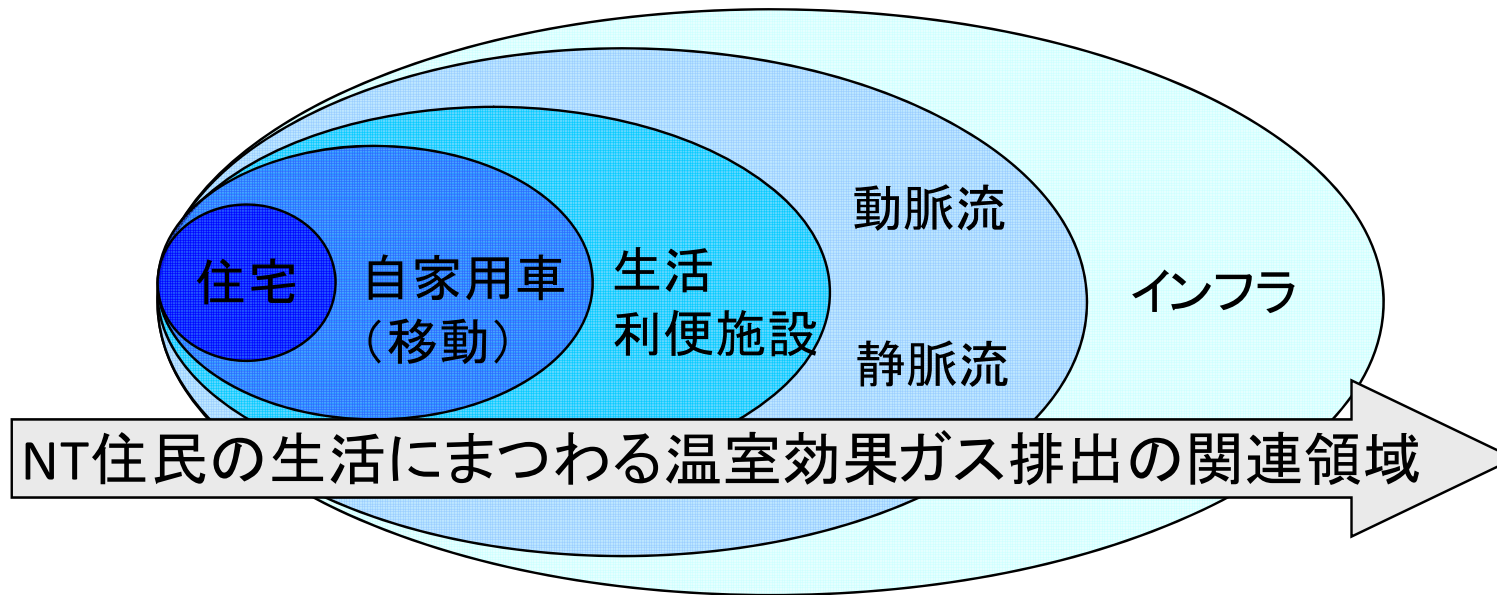 住宅
自家用車
（移動）
生活
利便施設
動脈流
静脈流
インフラ
NT住民の生活にまつわる温室効果ガス排出の関連領域